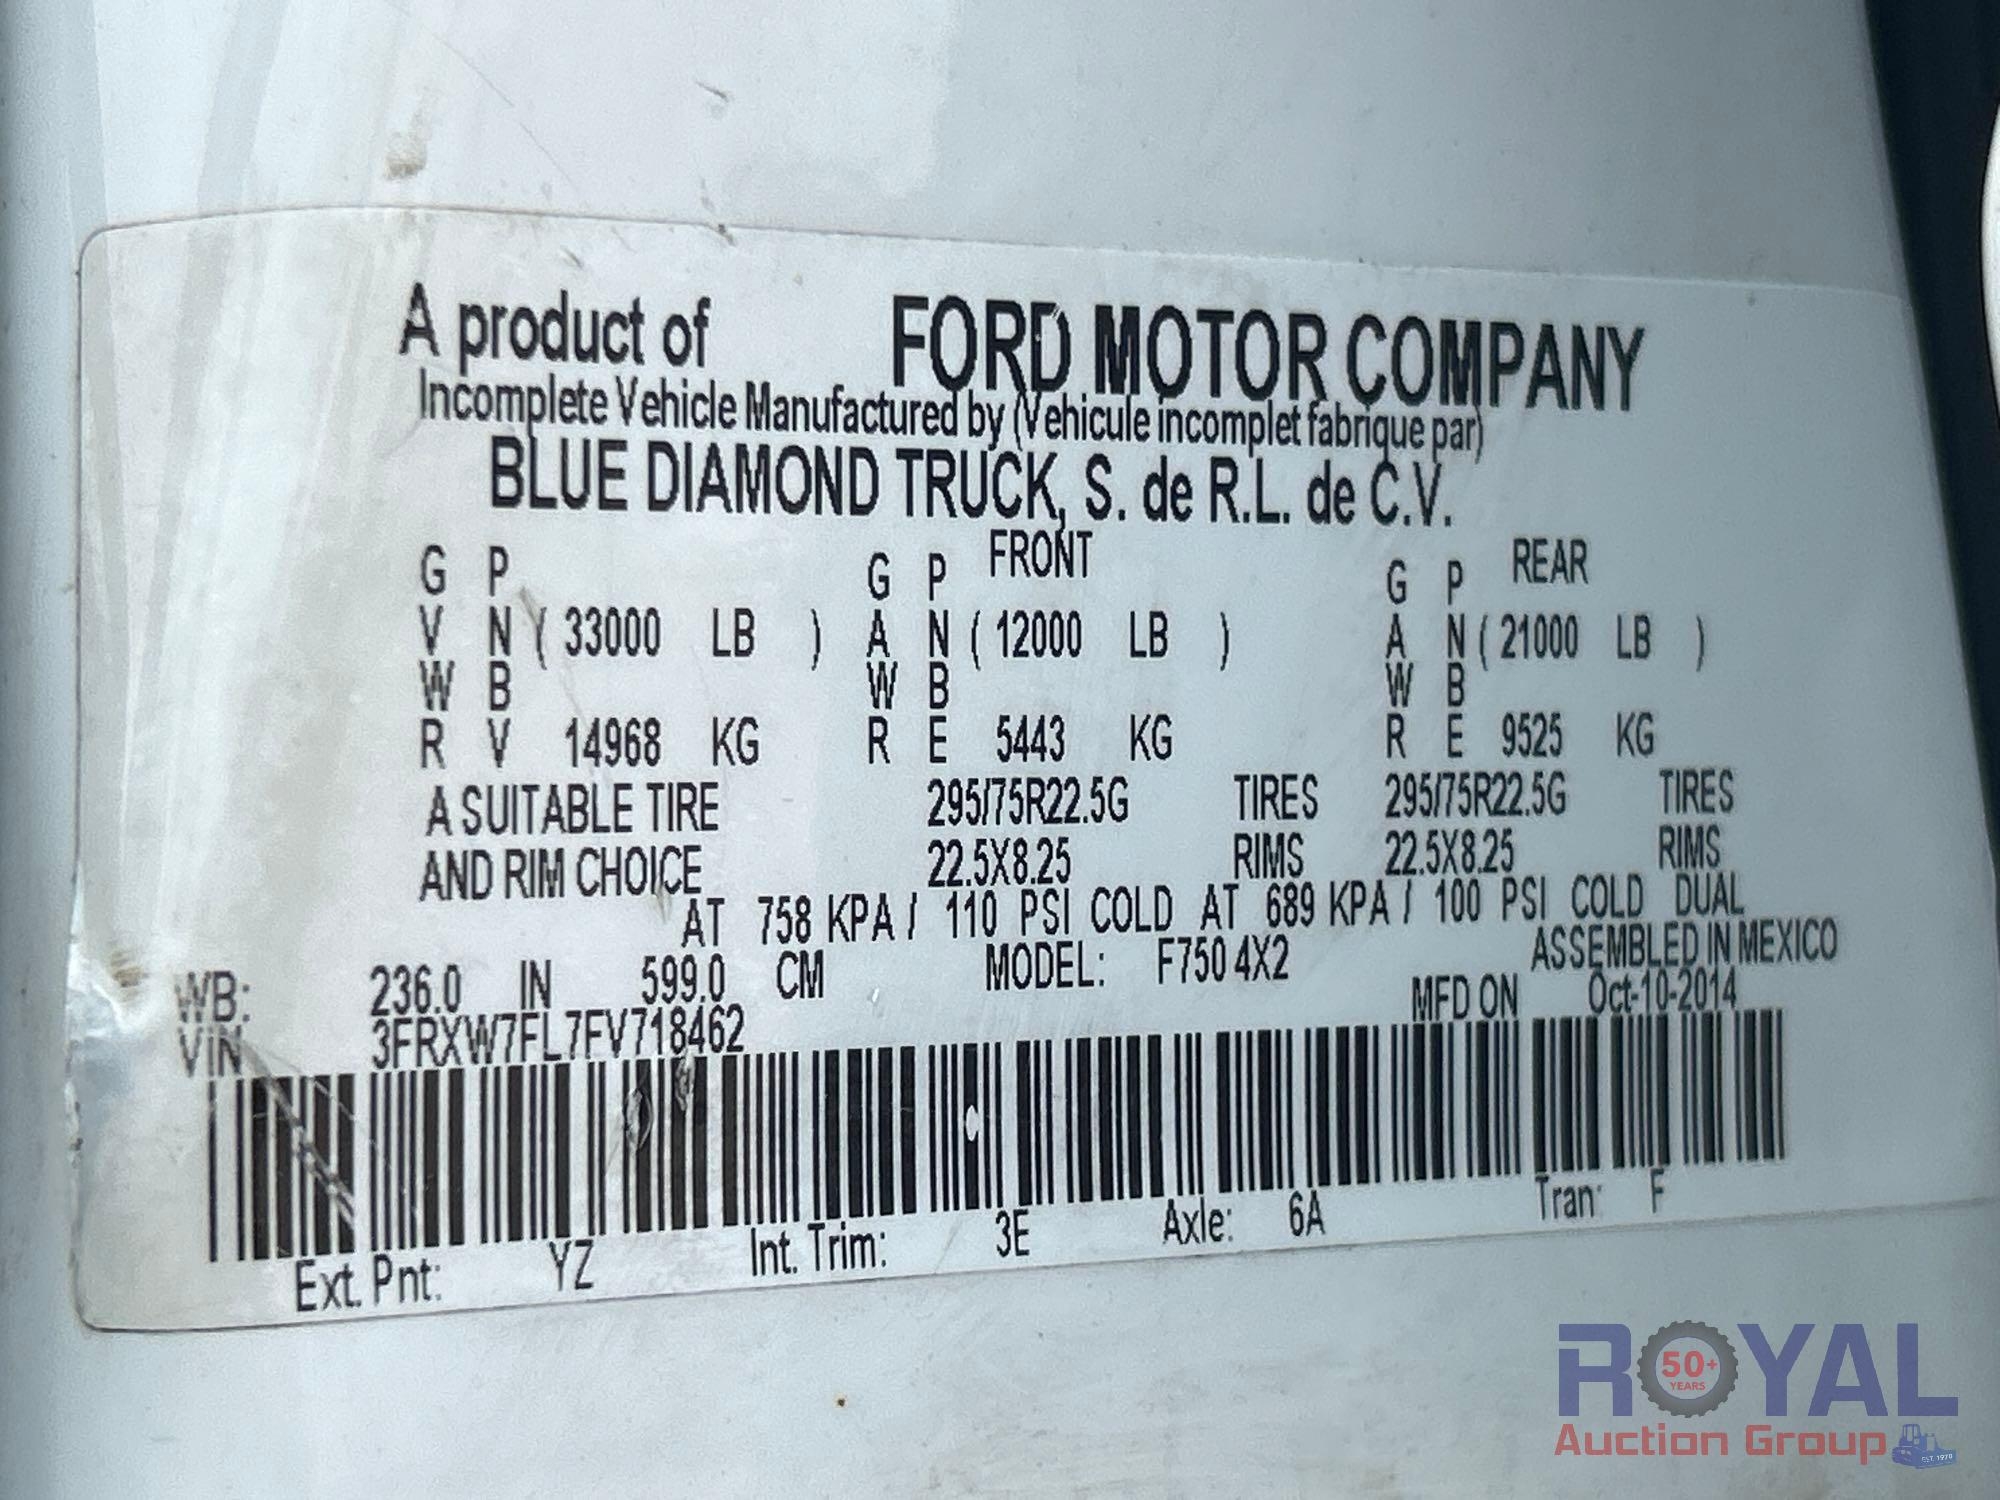 A product of FORD MOTOR COMPANY
Incomplete Vehicle Manufactured by (Vehicule incomplet fabrique par)
BLUE DIAMOND TRUCK, S. de R.L. de C.V.
G P G P FRONT G P REAR
V N ( 33000 LB ) A N ( 12000 LB ) A N ( 21000 LB )
W B W B W B
R V 14968 KG R E 5443 KG R E 9525 KG
A SUITABLE TIRE 295/75R22.5G TIRES 295/75R22.5G TIRES
AND RIM CHOICE 22.5X8.25 RIMS 22.5X8.25 RIMS
AT 758 KPA / 110 PSI COLD AT 689 KPA / 100 PSI COLD DUAL
WB: 236.0 IN 599.0 CM MODEL: F750 4X2 ASSEMBLED IN MEXICO
VIN 3FRXW7FL7FV718462 MFD ON Oct-10-2014
Ext. Pnt: YZ Int. Trim: 3E Axle: 6A Tran: F
ROYAL
50+
YEARS
Auction Group
EST. 1970